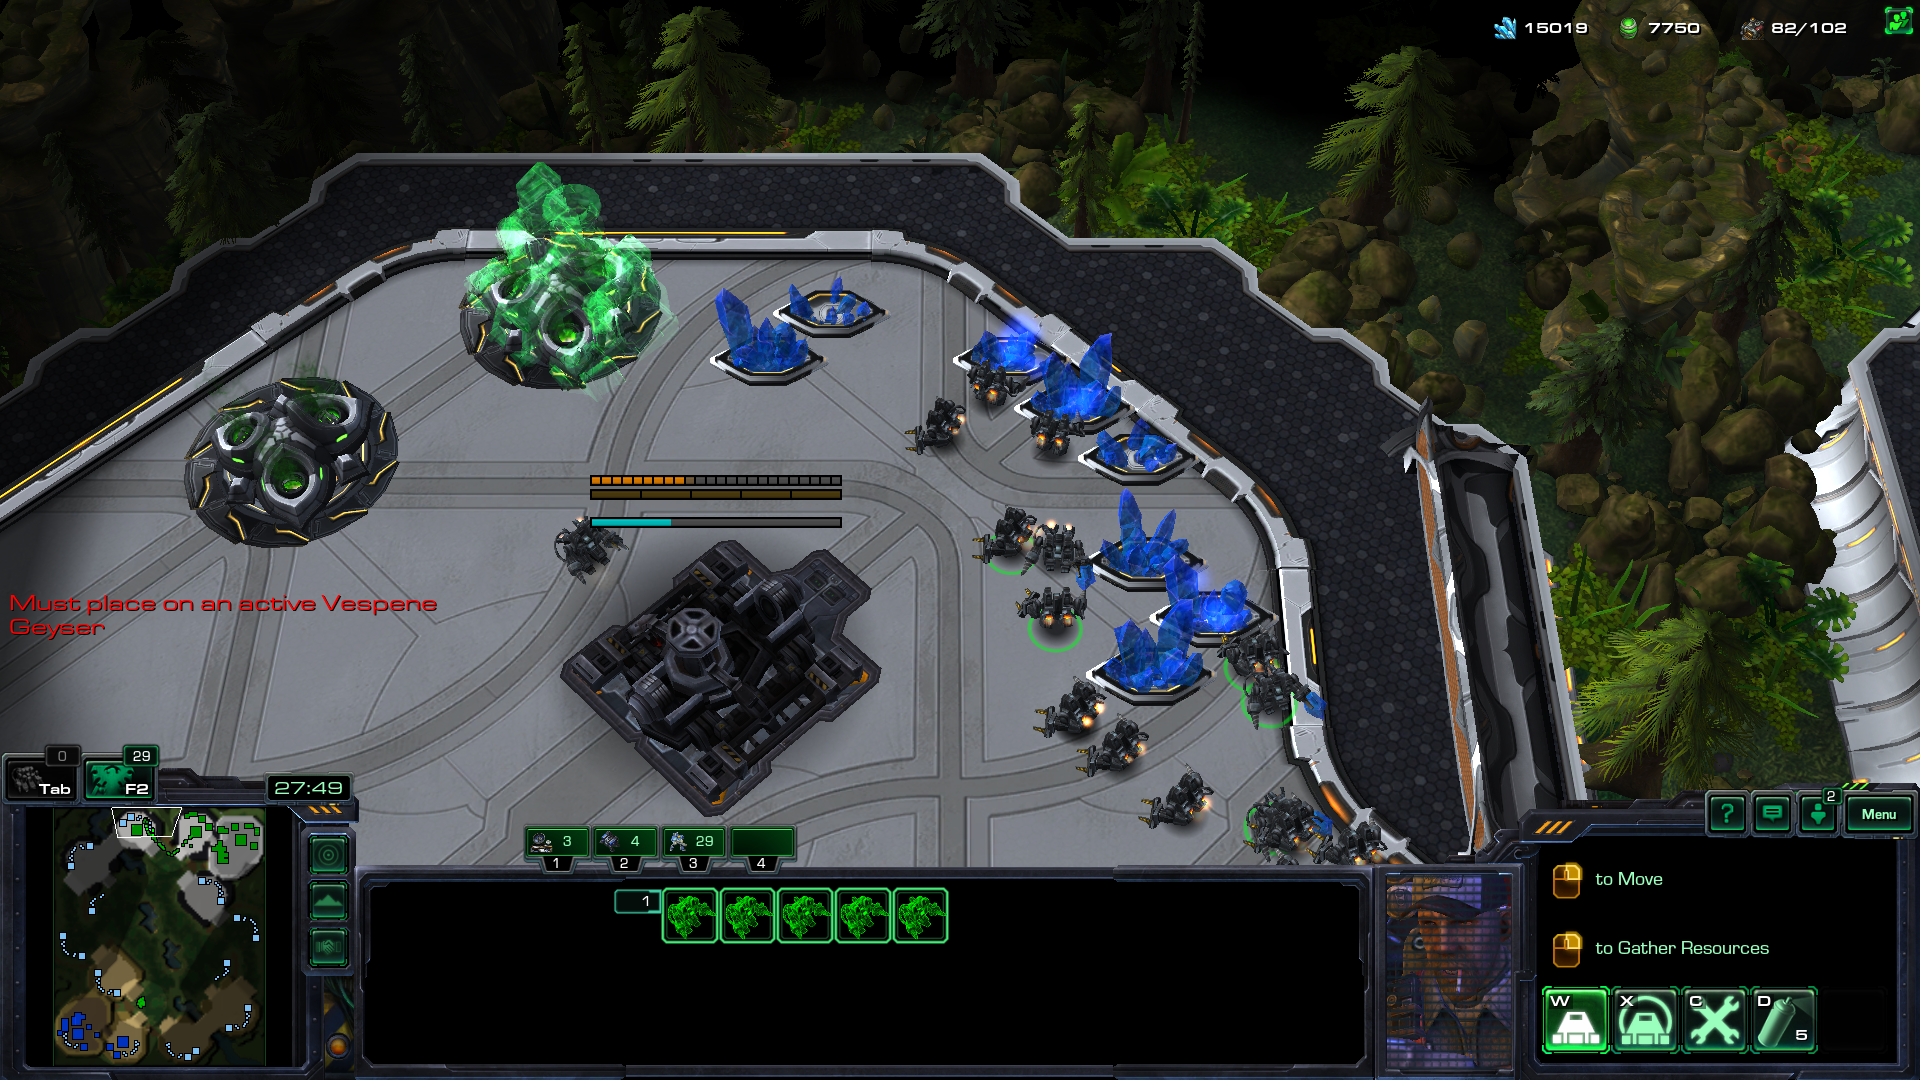 15019
7750
82/102
Must place on an active Vespene
Geyser
0
Tab
29
F2
27:49
3
4
29
1
2
3
4
1
?
2
Menu
to Move
to Gather Resources
W
X
C
D
5